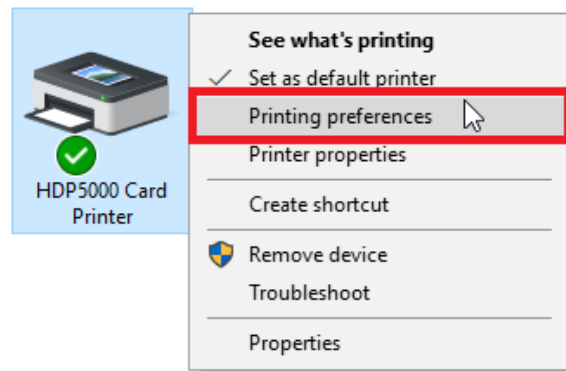 See what's printing
Set as default printer
Printing preferences
Printer properties
Create shortcut
Remove device
Troubleshoot
Properties
HDP5000 Card
Printer